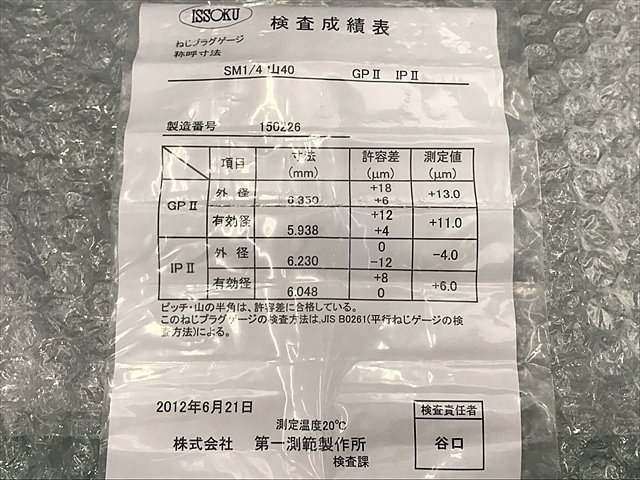 ISSOKU
検査成績表
ねじプラグゲージ
称呼寸法
SM1/4 山40 GPⅡ IPⅡ
製造番号 150226
項目 寸法 (mm) 許容差 (μm) 測定値 (μm)
GPⅡ 外径 6.350 +18 +6 +13.0
有効径 5.938 +12 +4 +11.0
IPⅡ 外径 6.230 0 -12 -4.0
有効径 6.048 +8 0 +6.0
ピッチ・山の半角は、許容差に合格している。
このねじプラグゲージの検査方法は,JIS B0261(平行ねじゲージの検
査方法)による。
2012年6月21日
測定温度20℃
株式会社 第一測範製作所
検査課
検査責任者
谷口